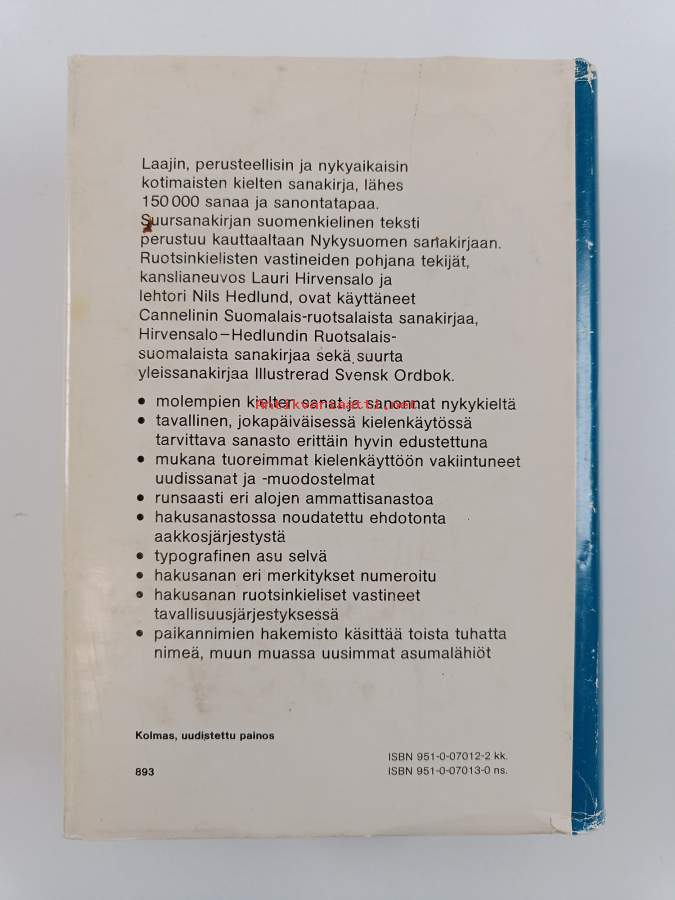 Laajin, perusteellisin ja nykyaikaisin
kotimaisten kielten sanakirja, lähes
150 000 sanaa ja sanontatapaa.
Suursanakirjan suomenkielinen teksti
perustuu kauttaaltaan Nykysuomen sanakirjaan.
Ruotsinkielisten vastineiden pohjana tekijät,
kanslianeuvos Lauri Hirvensalo ja
lehtori Nils Hedlund, ovat käyttäneet
Cannelinin Suomalais-ruotsalaista sanakirjaa,
Hirvensalo–Hedlundin Ruotsalais-
suomalaista sanakirjaa sekä suurta
yleissanakirjaa Illustrerad Svensk Ordbok.
• molempien kielten sanat ja sanonnat nykykieltä
antikvariaatti.net
• tavallinen, jokapäiväisessä kielenkäytössä
tarvittava sanasto erittäin hyvin edustettuna
• mukana tuoreimmat kielenkäyttöön vakiintuneet
uudissanat ja -muodostelmat
• runsaasti eri alojen ammattisanastoa
• hakusanastossa noudatettu ehdotonta
aakkosjärjestystä
• typografinen asu selvä
• hakusanan eri merkitykset numeroitu
• hakusanan ruotsinkieliset vastineet
tavallisuusjärjestyksessä
• paikannimien hakemisto käsittää toista tuhatta
nimeä, muun muassa uusimmat asumalähiöt
Kolmas, uudistettu painos
ISBN 951-0-07012-2 kk.
893
ISBN 951-0-07013-0 ns.